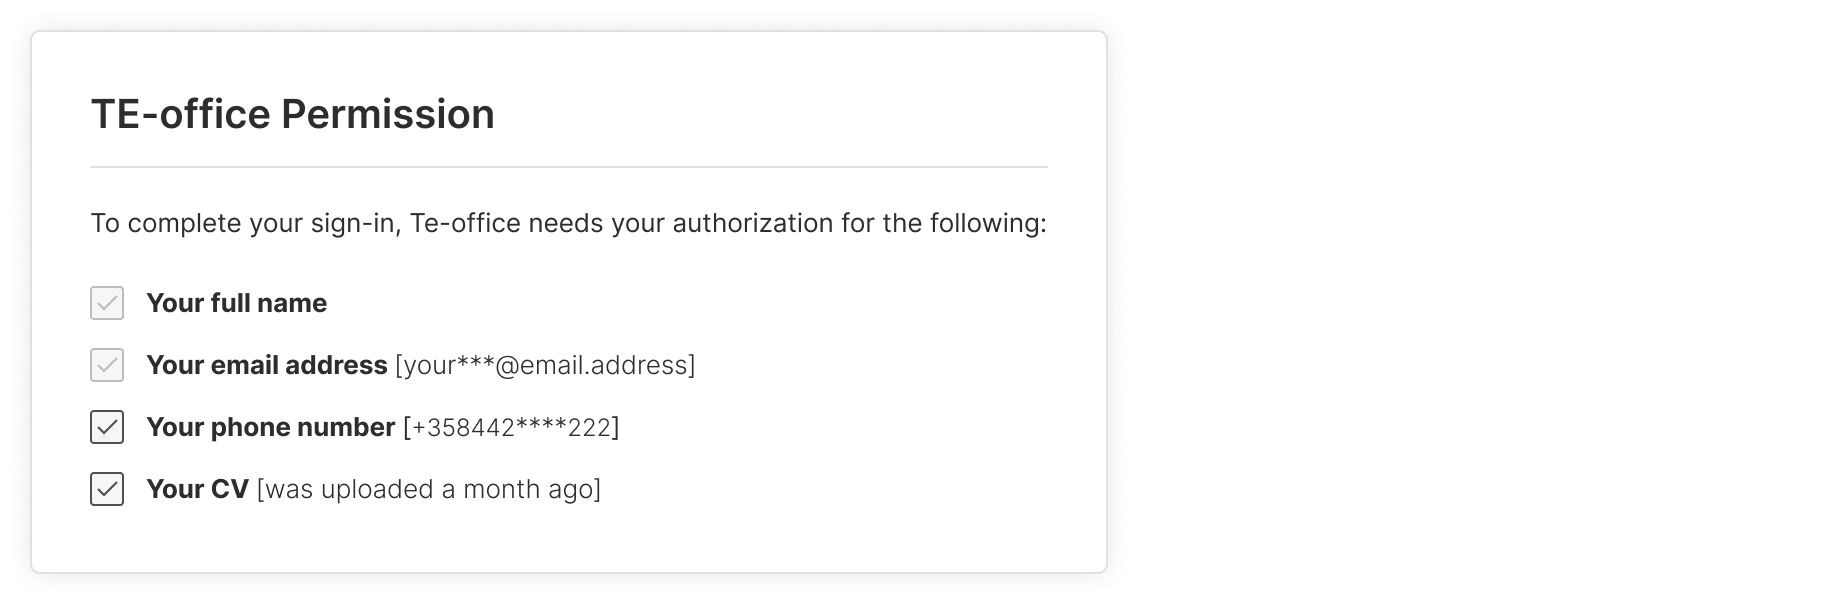 TE-office Permission
To complete your sign-in, Te-office needs your authorization for the following:
Your full name
Your email address [your***@email.address]
Your phone number [+358442****222]
Your CV [was uploaded a month ago]